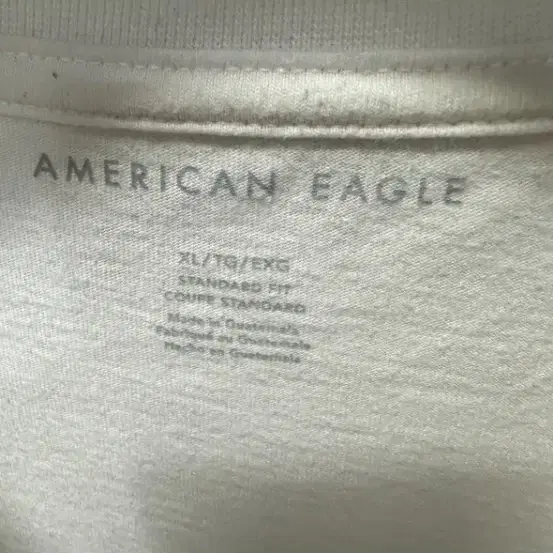 AMERICAN EAGLE
XL/TG/EXG
STANDARD FIT
COUPE STANDARD
Made in Guatemala
Fabriqué au Guatemala
Hecho en Guatemala